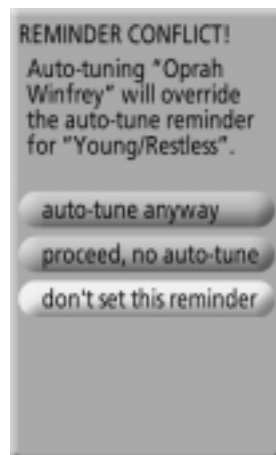 REMINDER CONFLICT!
Auto-tuning "Oprah
Winfrey" will override
the auto-tune reminder
for "Young/Restless".
auto-tune anyway
proceed, no auto-tune
don't set this reminder